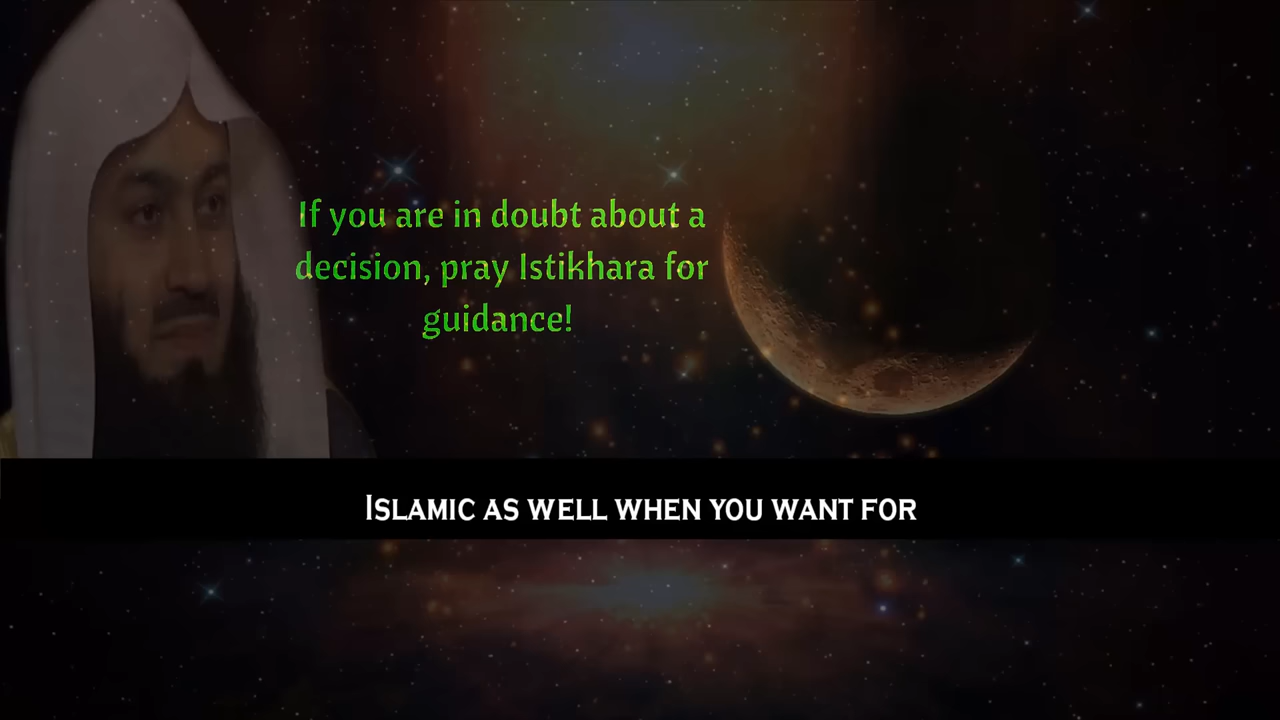 If you are in doubt about a
decision, pray Istikhara for
guidance!
Islamic as well when you want for